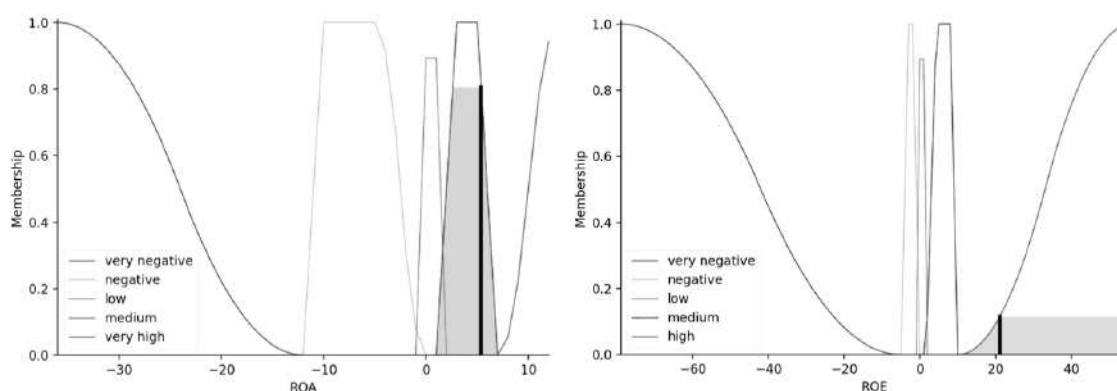 1.0
0.8
0.6
0.4
0.2
0.0
Membership
very negative
negative
low
medium
very high
−30 −20 −10 0 10
ROA
1.0
0.8
0.6
0.4
0.2
0.0
Membership
very negative
negative
low
medium
high
−60 −40 −20 0 20 40
ROE